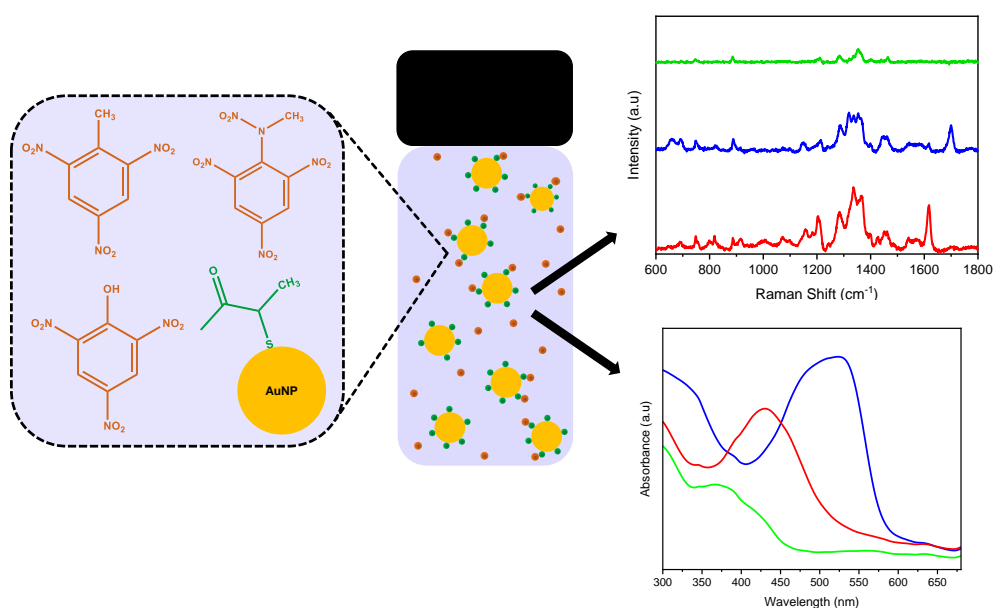 CH₃
O₂N
NO₂
NO₂
NO₂
N
CH₃
O₂N
NO₂
NO₂
OH
O₂N
NO₂
NO₂
O
CH₃
S
AuNP
Intensity (a.u)
600 800 1000 1200 1400 1600 1800
Raman Shift (cm⁻¹)
Absorbance (a.u)
300 350 400 450 500 550 600 650
Wavelength (nm)